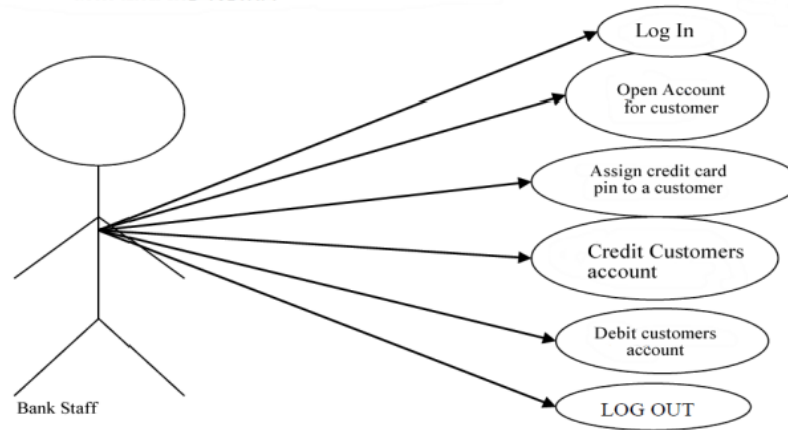 Log In
Open Account
for customer
Assign credit card
pin to a customer
Credit Customers
account
Debit customers
account
LOG OUT
Bank Staff